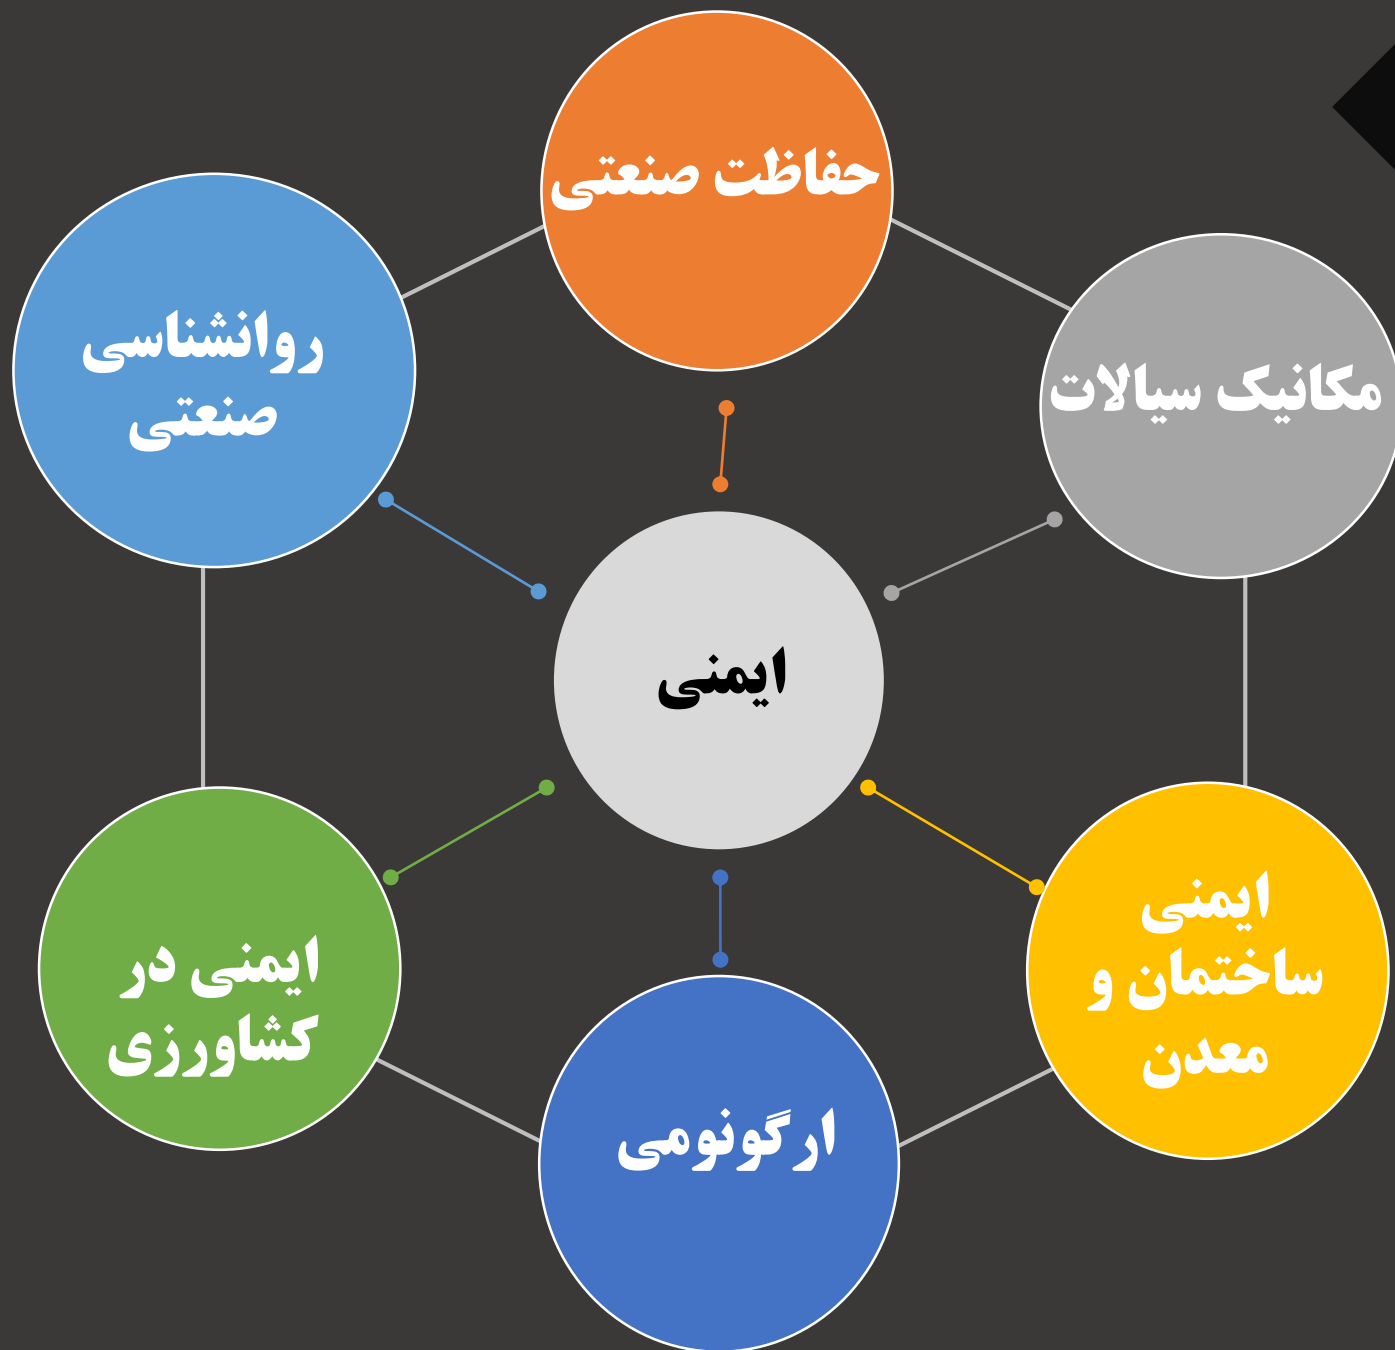 حفاظت صنعتی
مکانیک سیالات
روانشناسی
صنعتی
ایمنی
ایمنی
ساختمان و
معدن
ایمنی در
کشاورزی
ارگونومی